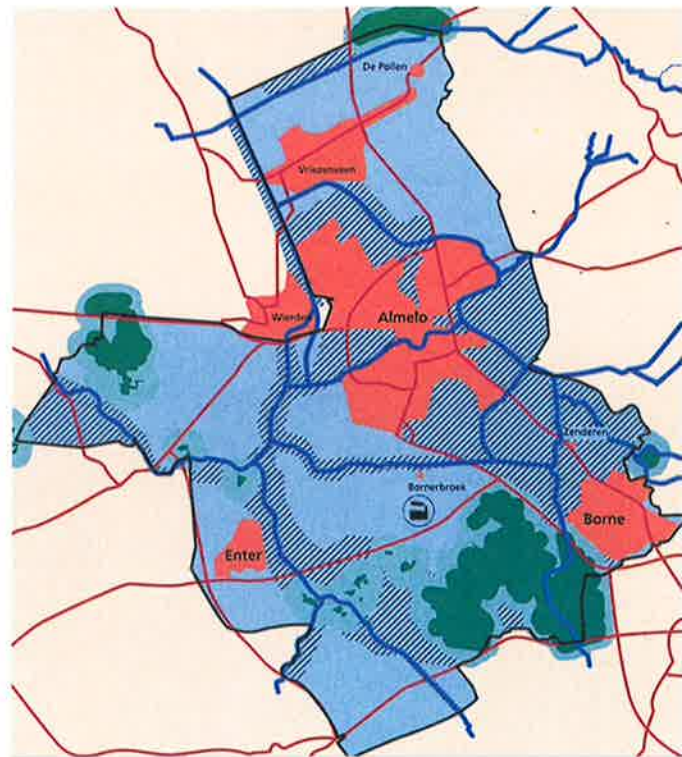 De Pollen
Vriezenveen
Wierden
Almelo
Zenderen
Bornerbroek
Borne
Enter